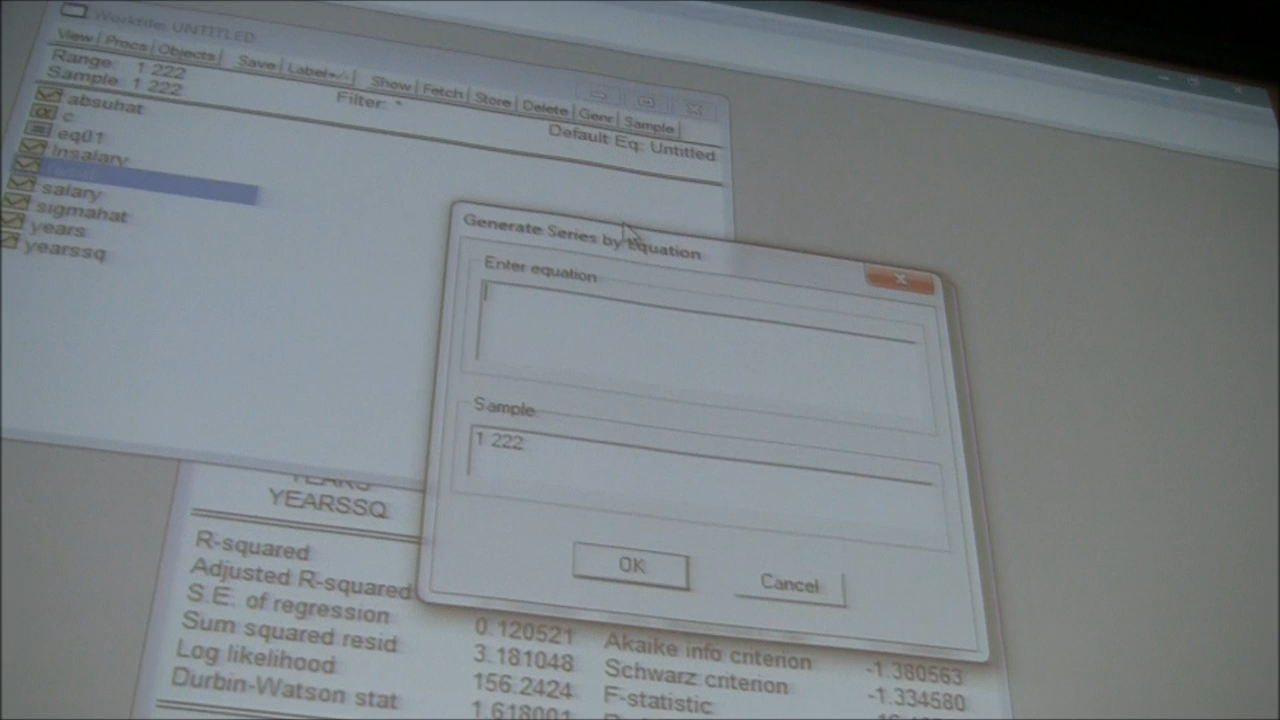 Workfile: UNTITLED
View Procs Objects Save Label+/- Show Fetch Store Delete Genr Sample
Range: 1 222
Sample: 1 222
Filter: *
Default Eq: Untitled
absuhat
c
eq01
lnsalary
salary
sigmahat
years
yearssq
Generate Series by Equation
Enter equation
Sample
1 222
OK
Cancel
YEARS
YEARSSQ
R-squared
Adjusted R-squared
S.E. of regression 0.120521 Akaike info criterion -1.380563
Sum squared resid 3.181048 Schwarz criterion -1.334580
Log likelihood 156.2424 F-statistic
Durbin-Watson stat 1.618001